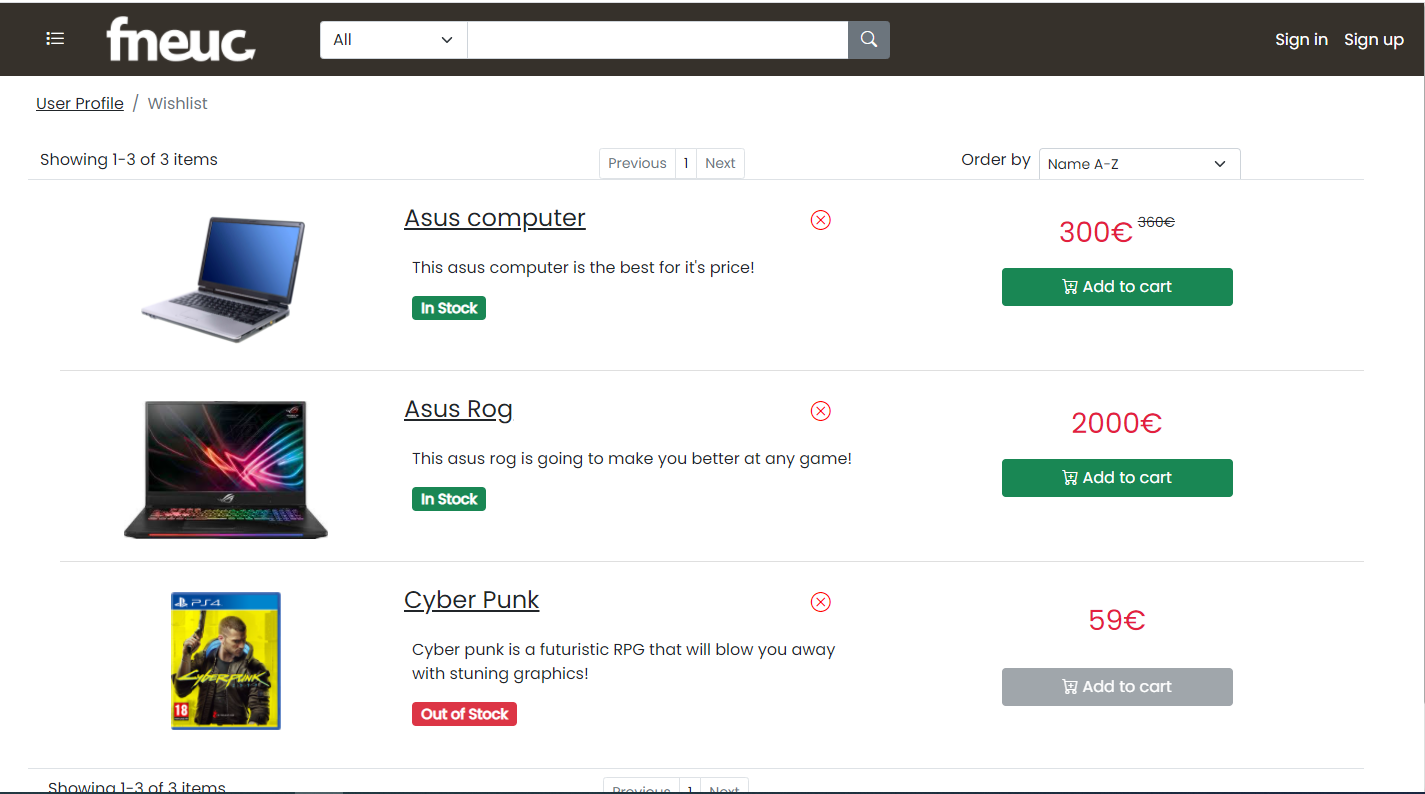 fneuc
All
Sign in Sign up
User Profile / Wishlist
Showing 1-3 of 3 items
Previous 1 Next
Order by Name A-Z
Asus computer
300€ 360€
This asus computer is the best for it's price!
Add to cart
In Stock
Asus Rog
2000€
This asus rog is going to make you better at any game!
Add to cart
In Stock
PS4
Cyberpunk
18
Cyber Punk
59€
Cyber punk is a futuristic RPG that will blow you away
with stuning graphics!
Add to cart
Out of Stock
Showing 1-3 of 3 items
Previous 1 Next